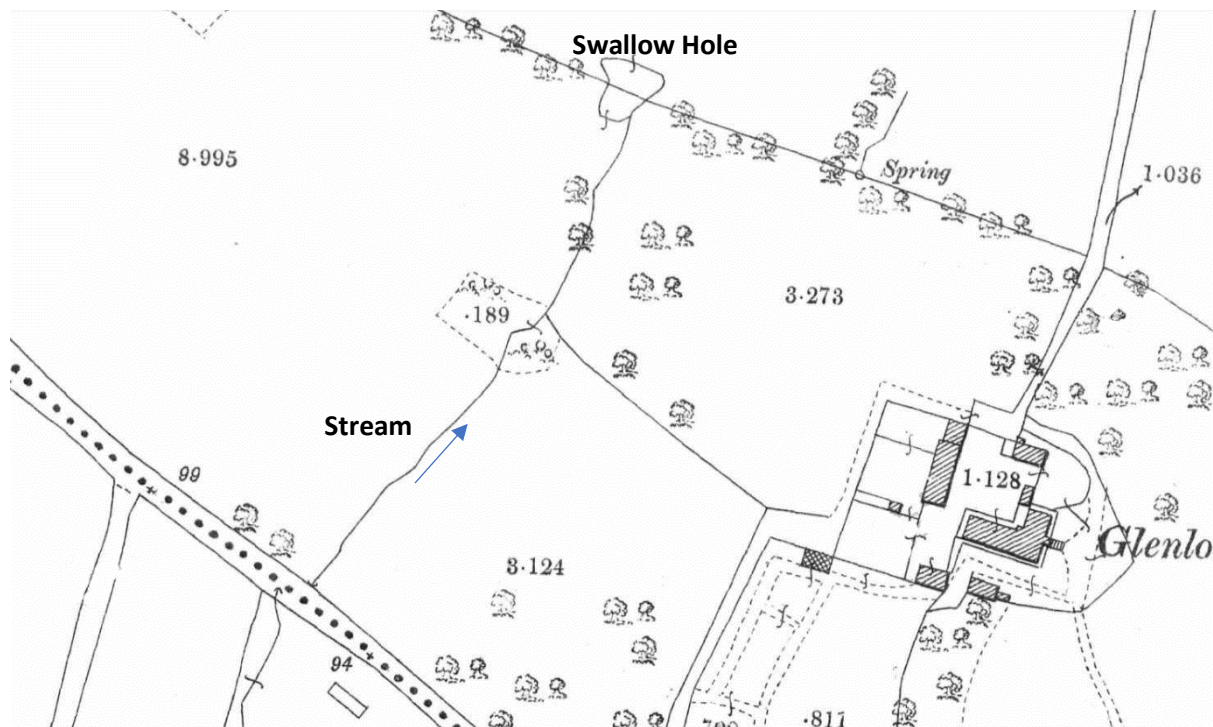 Swallow Hole
8·995
Spring
1·036
3·273
·189
Stream
99
1·128
Glenlo
3·124
94
·811